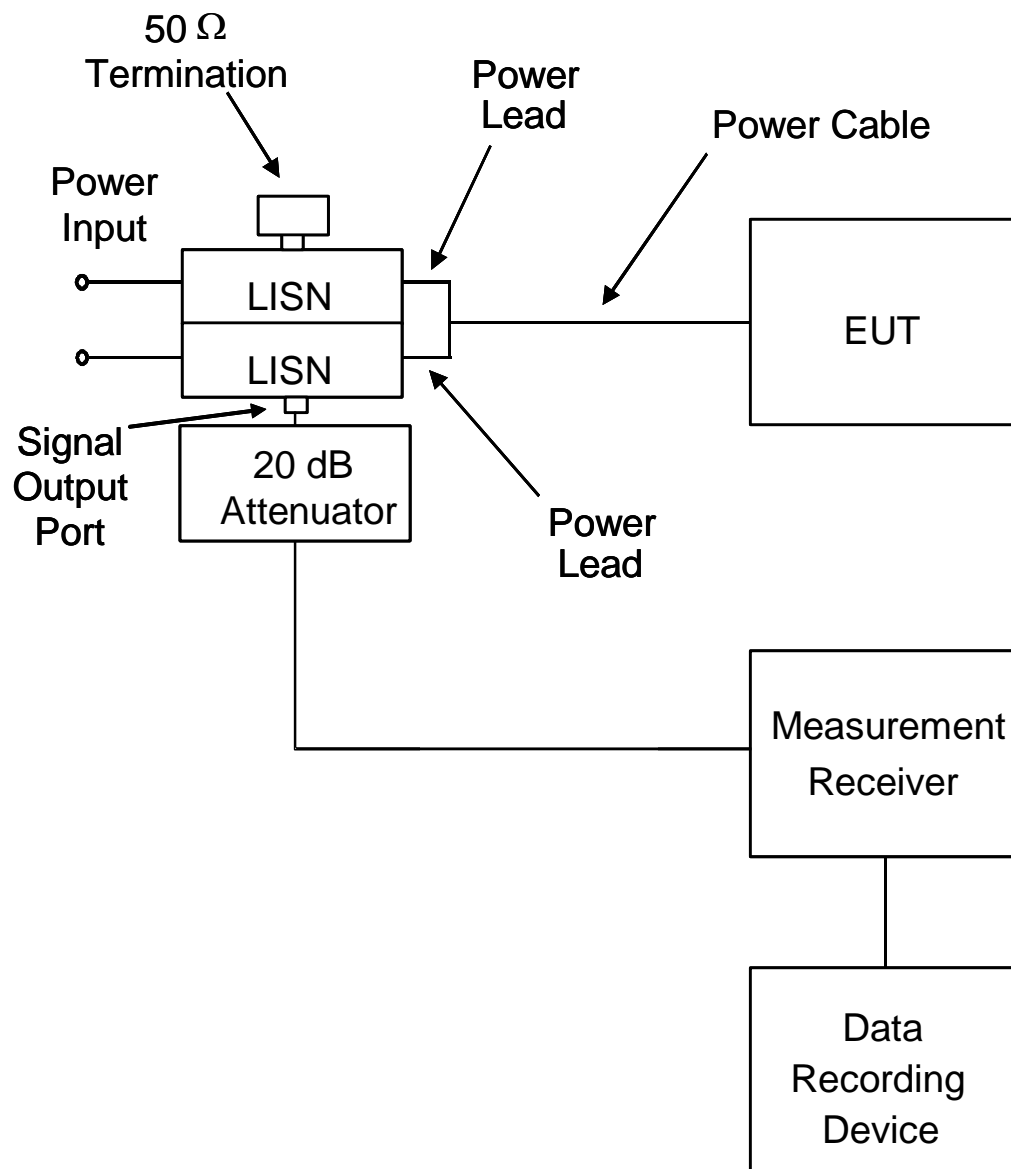 50 Ω
Termination
Power
Lead
Power Cable
Power
Input
LISN
LISN
EUT
Signal
Output
Port
20 dB
Attenuator
Power
Lead
Measurement
Receiver
Data
Recording
Device